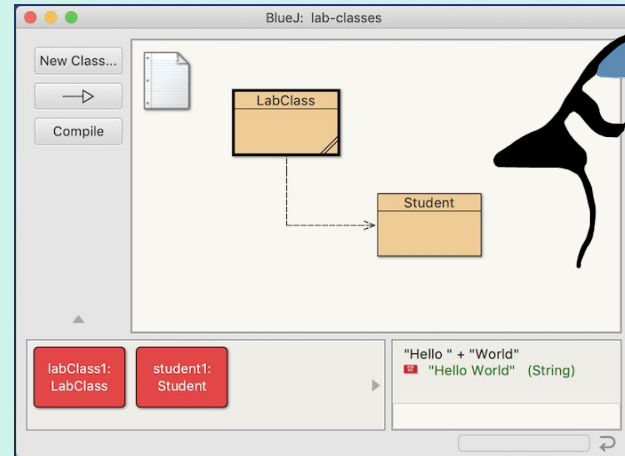 BlueJ: lab-classes
New Class...
Compile
LabClass
Student
labClass1:
LabClass
student1:
Student
"Hello " + "World"
"Hello World" (String)